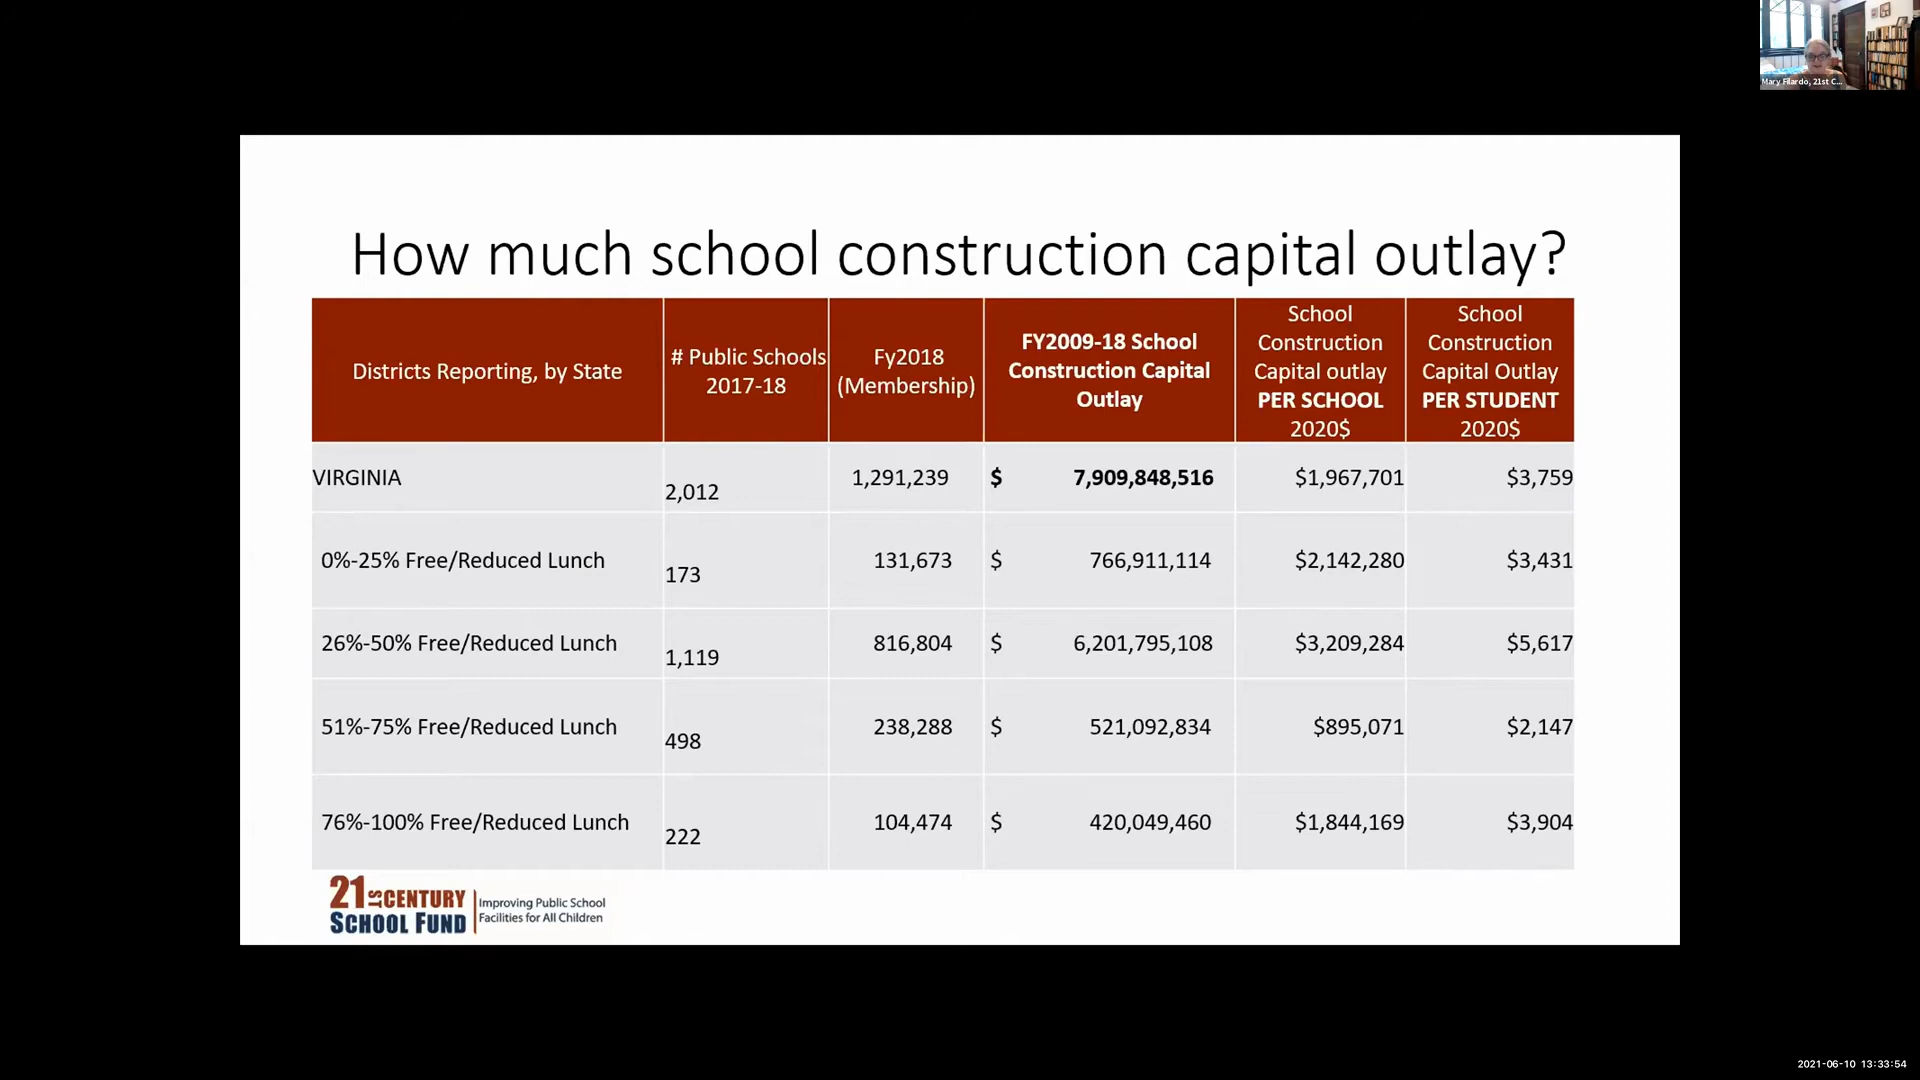 Mary Filardo, 21st C...
How much school construction capital outlay?
Districts Reporting, by State
# Public Schools
2017-18
Fy2018
(Membership)
FY2009-18 School
Construction Capital
Outlay
School
Construction
Capital outlay
PER SCHOOL
2020$
School
Construction
Capital Outlay
PER STUDENT
2020$
VIRGINIA 2,012 1,291,239 $ 7,909,848,516 $1,967,701 $3,759
0%-25% Free/Reduced Lunch 173 131,673 $ 766,911,114 $2,142,280 $3,431
26%-50% Free/Reduced Lunch 1,119 816,804 $ 6,201,795,108 $3,209,284 $5,617
51%-75% Free/Reduced Lunch 498 238,288 $ 521,092,834 $895,071 $2,147
76%-100% Free/Reduced Lunch 222 104,474 $ 420,049,460 $1,844,169 $3,904
21ST CENTURY
SCHOOL FUND
Improving Public School
Facilities for All Children
2021-06-10 13:33:54